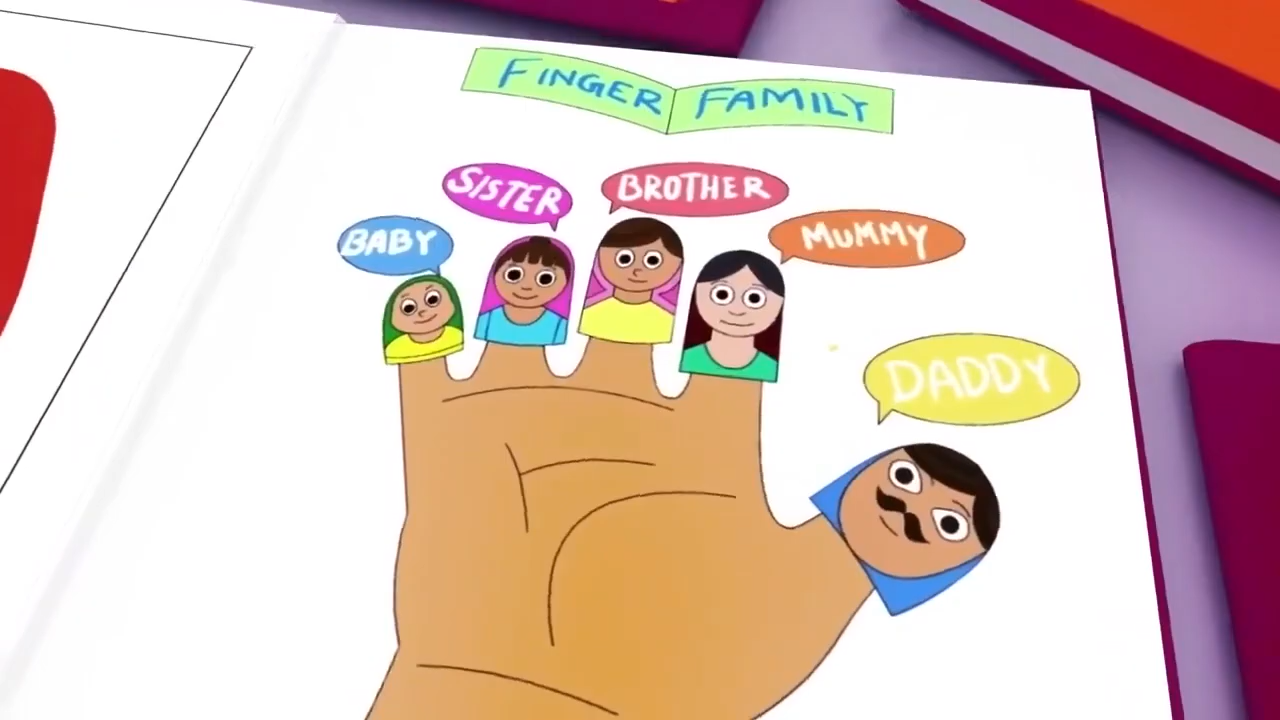 FINGER FAMILY
SISTER
BROTHER
BABY
MUMMY
DADDY